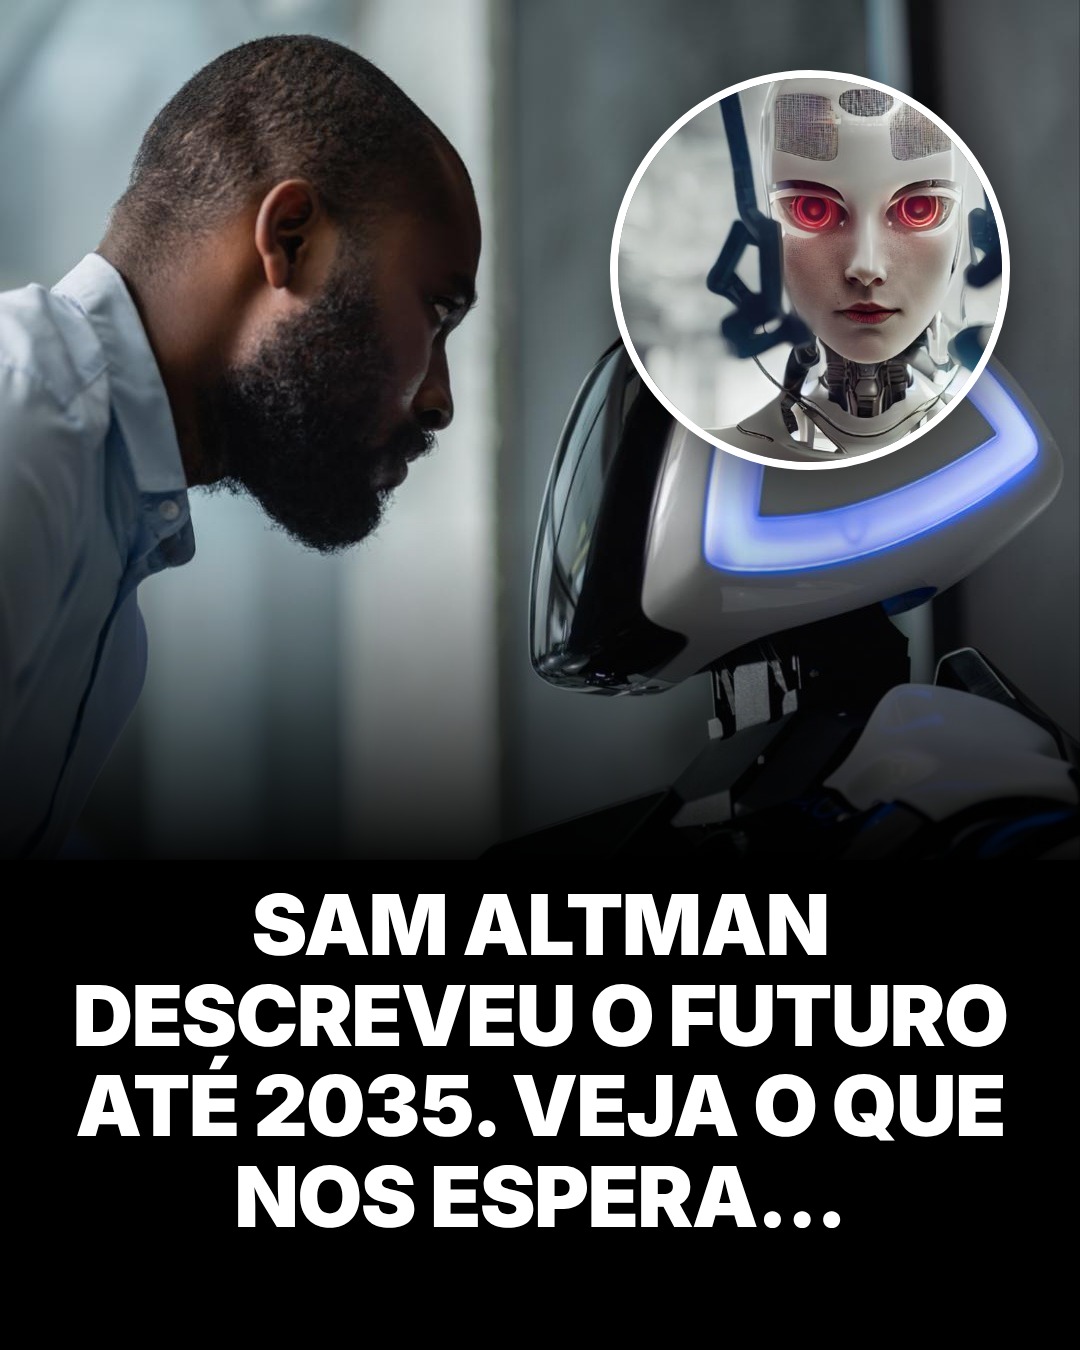 SAM ALTMAN
DESCREVEU O FUTURO
ATÉ 2035. VEJA O QUE
NOS ESPERA...